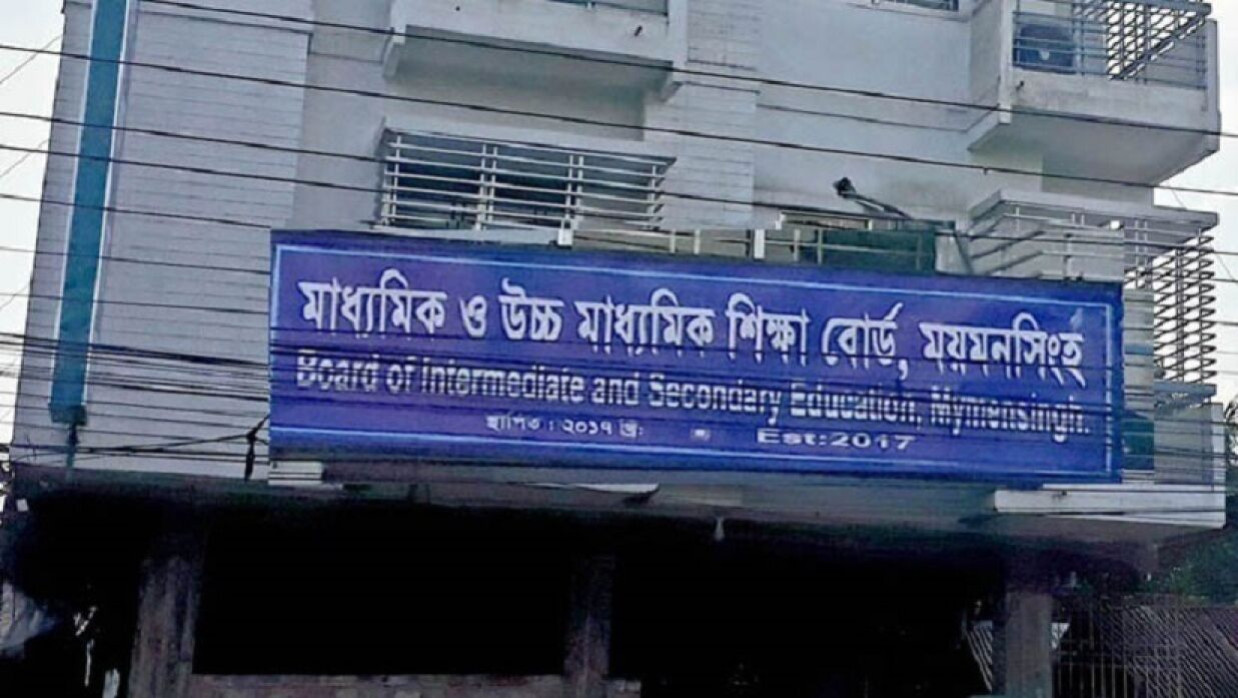 মাধ্যমিক ও উচ্চ মাধ্যমিক শিক্ষা বোর্ড, ময়মনসিংহ
Board of Intermediate and Secondary Education, Mymensingh.
স্থাপিত : ২০১৭ খ্রি: Est:2017